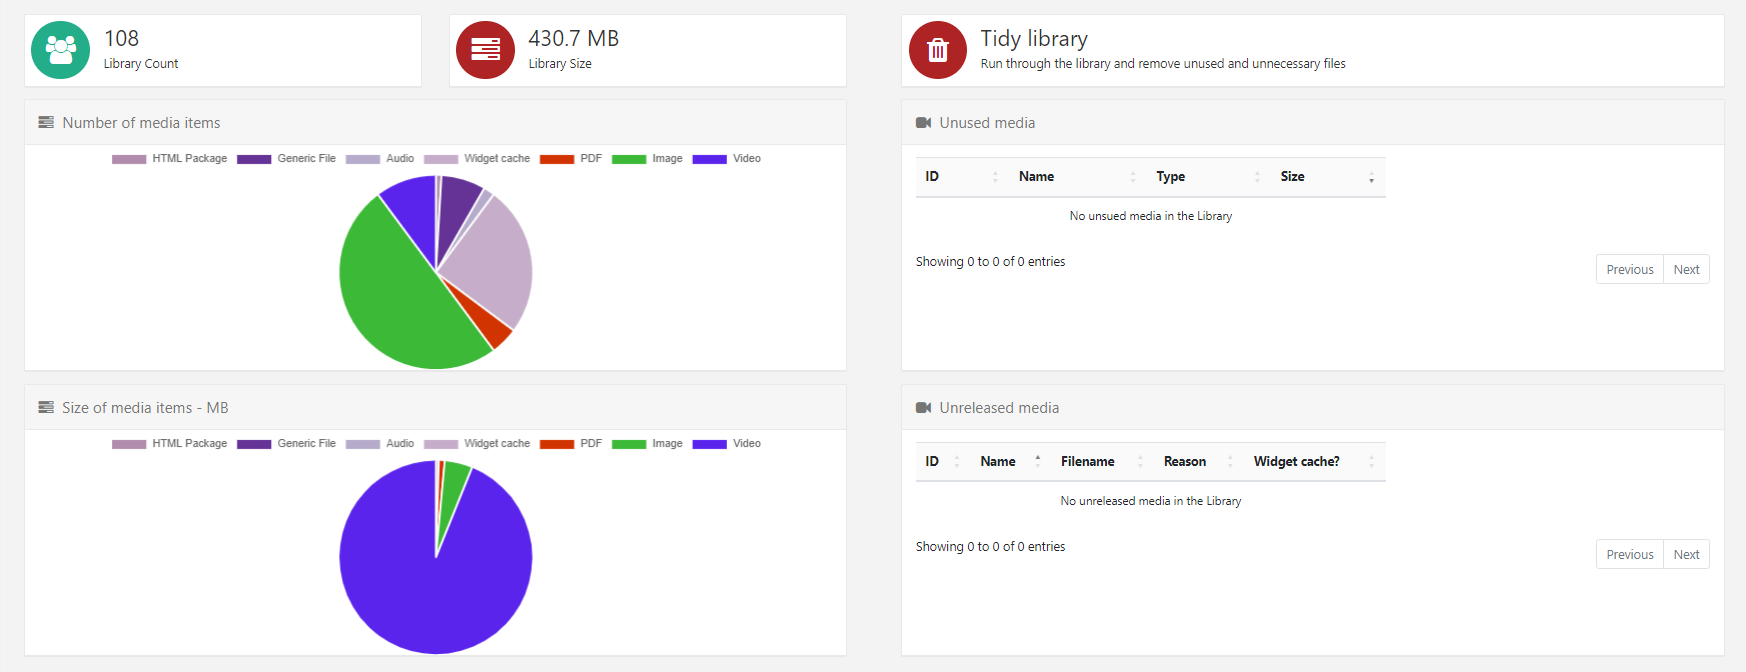 108
Library Count
430.7 MB
Library Size
Tidy library
Run through the library and remove unused and unnecessary files
Number of media items
HTML Package Generic File Audio Widget cache PDF Image Video
Unused media
ID Name Type Size
No unsued media in the Library
Showing 0 to 0 of 0 entries
Previous Next
Size of media items - MB
HTML Package Generic File Audio Widget cache PDF Image Video
Unreleased media
ID Name Filename Reason Widget cache?
No unreleased media in the Library
Showing 0 to 0 of 0 entries
Previous Next